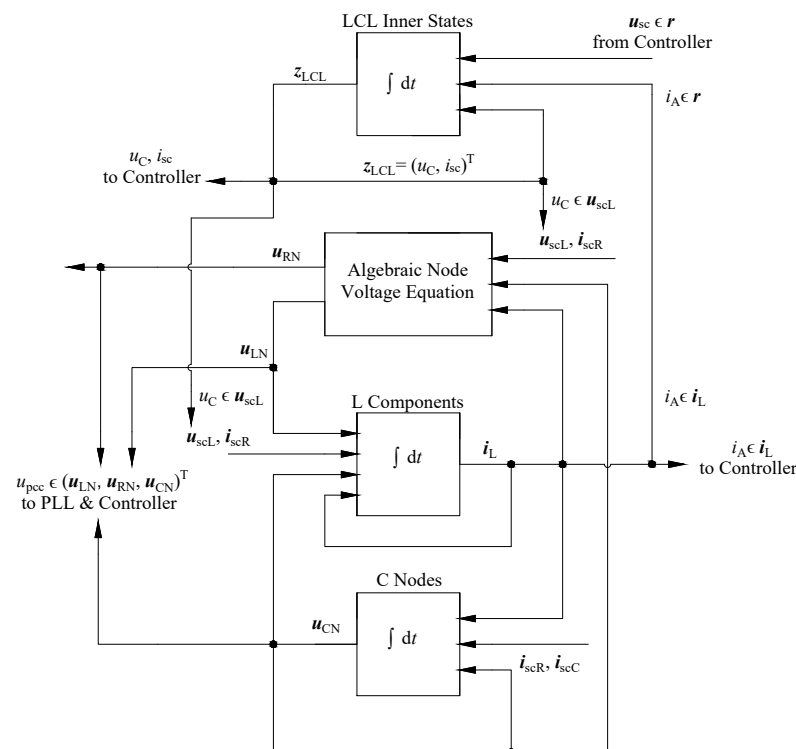 LCL Inner States
u_sc ϵ r
from Controller
z_LCL
∫ dt
i_A ϵ r
u_C, i_sc
to Controller
z_LCL = (u_C, i_sc)^T
u_C ϵ u_scL
u_scL, i_scR
u_RN
Algebraic Node
Voltage Equation
u_LN
u_C ϵ u_scL
L Components
i_A ϵ i_L
u_scL, i_scR
∫ dt
i_L
i_A ϵ i_L
to Controller
u_pcc ϵ (u_LN, u_RN, u_CN)^T
to PLL & Controller
C Nodes
u_CN
∫ dt
i_scR, i_scC